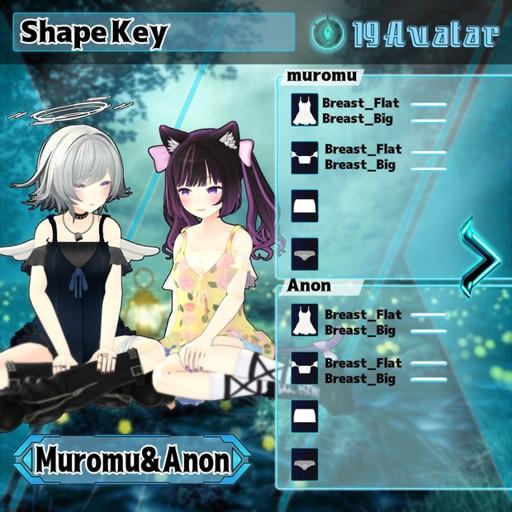 Shape Key
19Avatar
muromu
Breast_Flat
Breast_Big
Breast_Flat
Breast_Big
Anon
Breast_Flat
Breast_Big
Breast_Flat
Breast_Big
Muromu&Anon